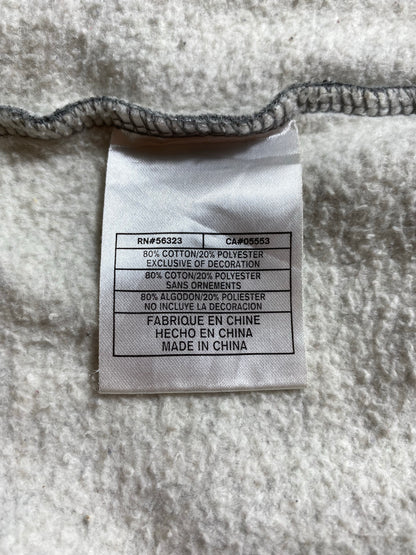 RN#56323 CA#05553
80% COTTON/20% POLYESTER
EXCLUSIVE OF DECORATION
80% COTON/20% POLYESTER
SANS ORNEMENTS
80% ALGODON/20% POLIESTER
NO INCLUYE LA DECORACION
FABRIQUE EN CHINE
HECHO EN CHINA
MADE IN CHINA